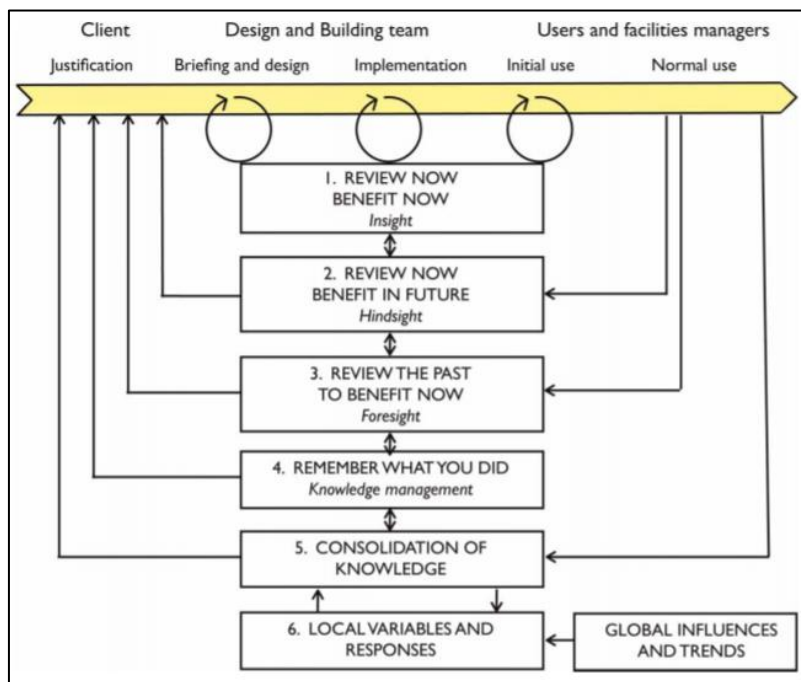 Client Design and Building team Users and facilities managers
Justification Briefing and design Implementation Initial use Normal use
1. REVIEW NOW
BENEFIT NOW
Insight
2. REVIEW NOW
BENEFIT IN FUTURE
Hindsight
3. REVIEW THE PAST
TO BENEFIT NOW
Foresight
4. REMEMBER WHAT YOU DID
Knowledge management
5. CONSOLIDATION OF
KNOWLEDGE
6. LOCAL VARIABLES AND
RESPONSES
GLOBAL INFLUENCES
AND TRENDS